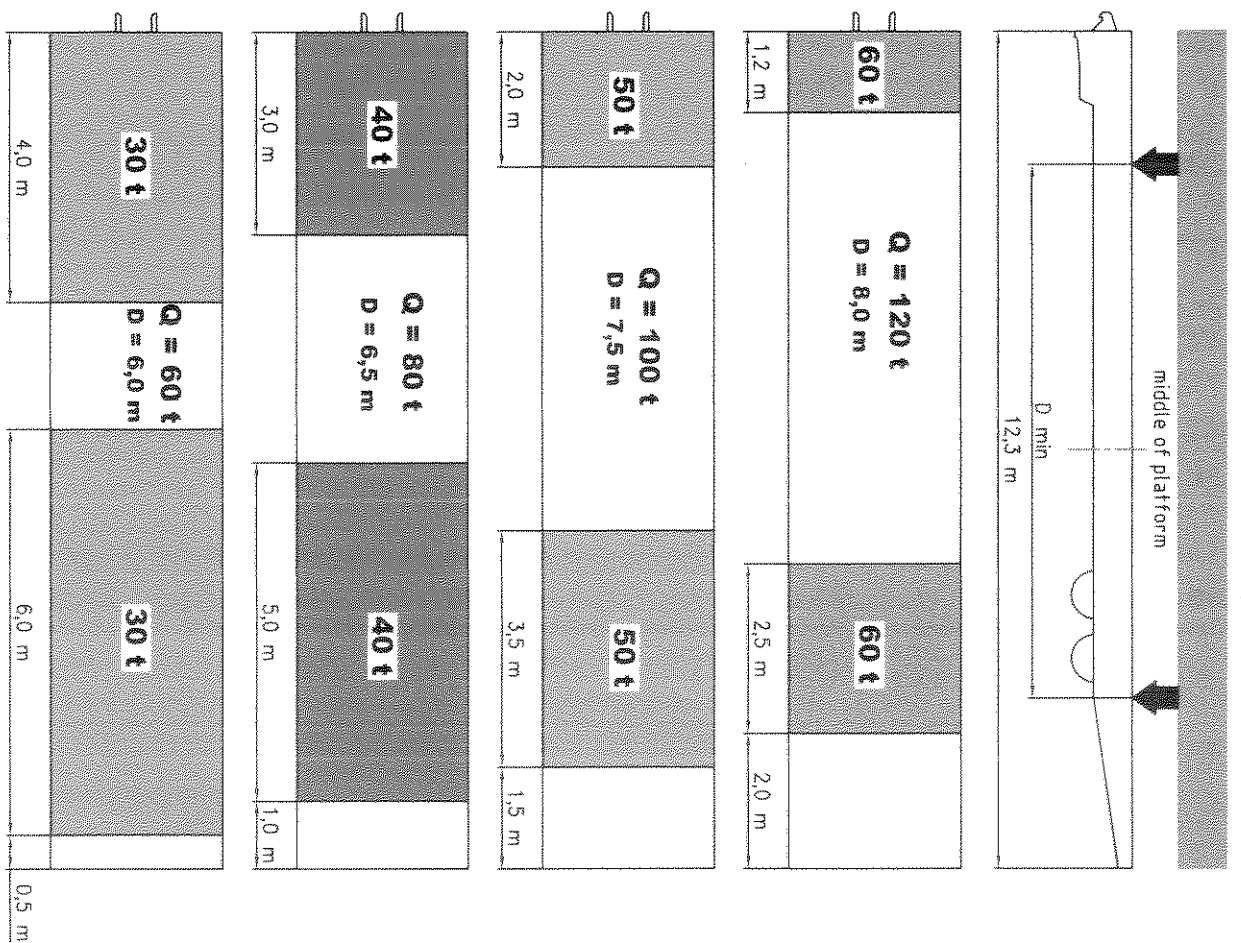 middle of platform
D min
12,3 m
60 t
Q = 120 t
D = 8,0 m
60 t
1,2 m
2,5 m
2,0 m
50 t
Q = 100 t
D = 7,5 m
50 t
2,0 m
3,5 m
1,5 m
40 t
Q = 80 t
D = 6,5 m
40 t
3,0 m
5,0 m
1,0 m
30 t
Q = 60 t
D = 6,0 m
30 t
4,0 m
6,0 m
0,5 m